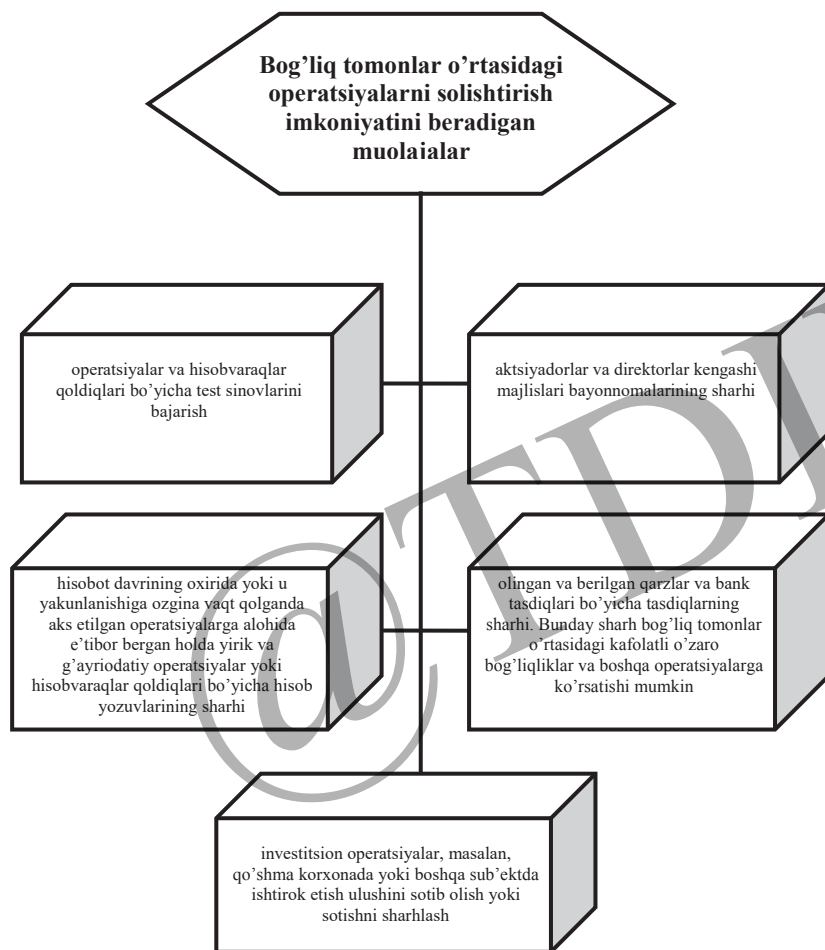 Bog’liq tomonlar o’rtasidagi
operatsiyalarni solishtirish
imkoniyatini beradigan
muolaialar
operatsiyalar va hisobvaraqlar
qoldiqlari bo’yicha test sinovlarini
bajarish
aktsiyadorlar va direktorlar kengashi
majlislari bayonnomalarining sharhi
hisobot davrining oxirida yoki u
yakunlanishiga ozgina vaqt qolganda
aks etilgan operatsiyalarga alohida
e’tibor bergan holda yirik va
g’ayriodatiy operatsiyalar yoki
hisobvaraqlar qoldiqlari bo’yicha hisob
yozuvlarining sharhi
olingan va berilgan qarzlar va bank
tasdiqlari bo’yicha tasdiqlarning
sharhi. Bunday sharh bog’liq tomonlar
o’rtasidagi kafolatli o’zaro
bog’liqliklar va boshqa operatsiyalarga
ko’rsatishi mumkin
investitsion operatsiyalar, masalan,
qo’shma korxonada yoki boshqa sub’ektda
ishtirok etish ulushini sotib olish yoki
sotishni sharhlash